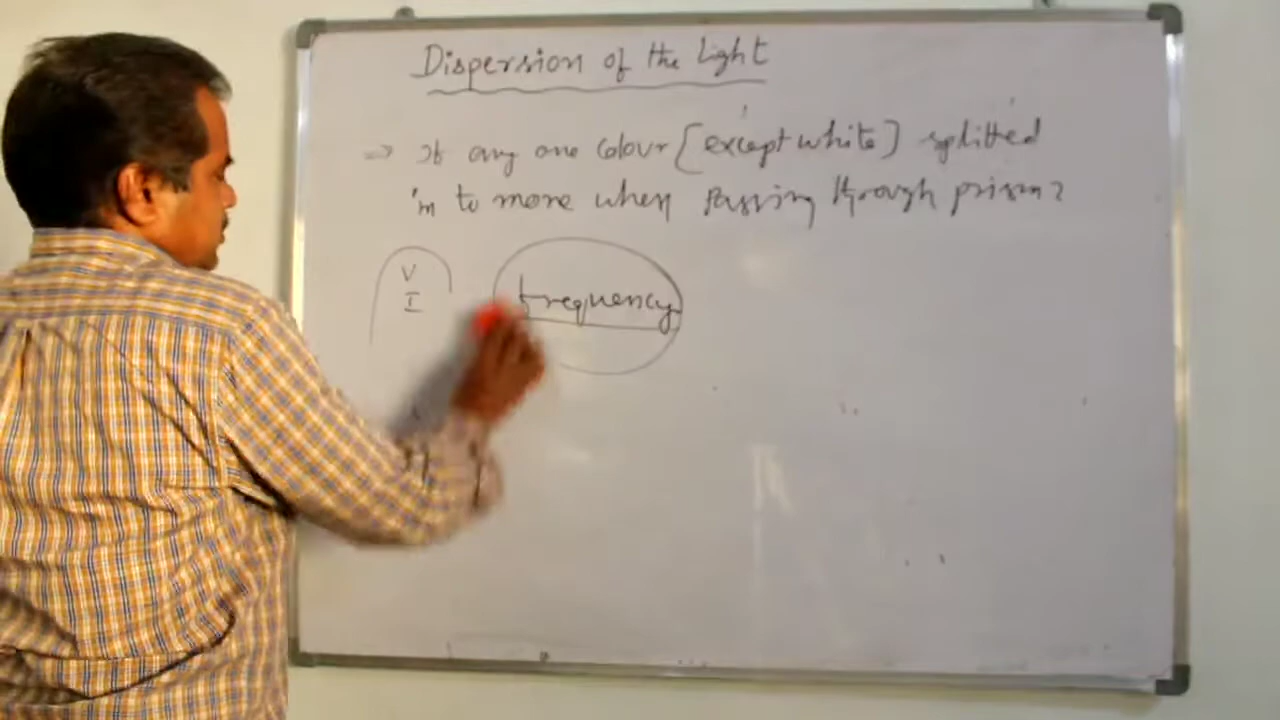 Dispersion of the Light
⇒ If any one colour [except white] splitted
in to more when passing through prism?
V
I
frequency